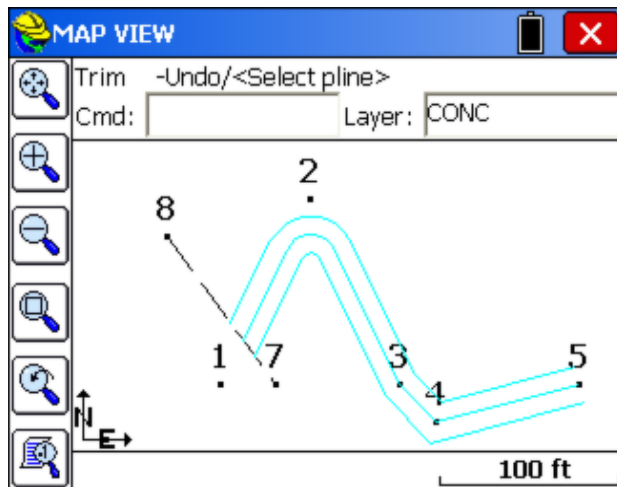 MAP VIEW
Trim -Undo/<Select pline>
Cmd: Layer: CONC
2
8
1 7 3 5
4
N
E
100 ft